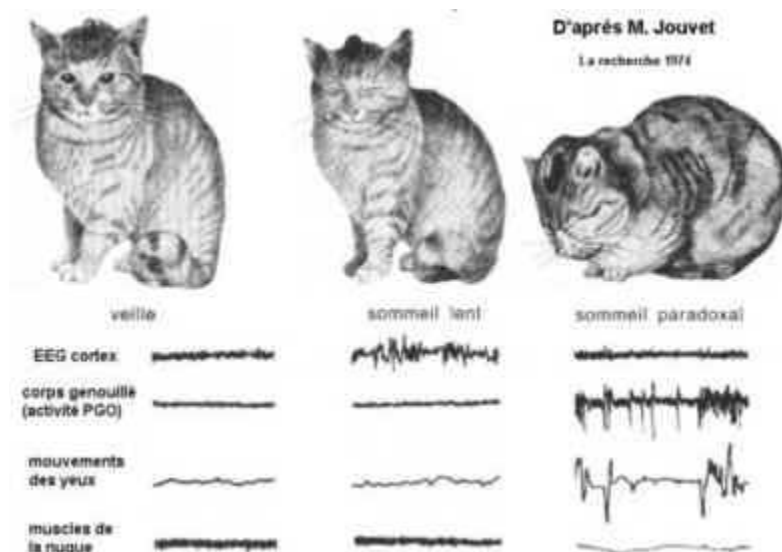 D'aprés M. Jouvet
La recherche 1974
veille
sommeil lent
sommeil paradoxal
EEG cortex
corps genouillé
(activité PGO)
mouvements
des yeux
muscles de
la nuque